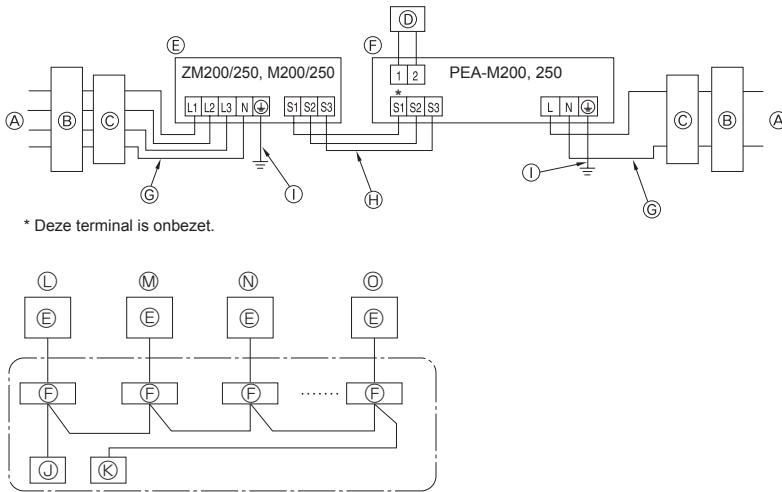 Ⓓ
Ⓔ Ⓕ
ZM200/250, M200/250 1 2 PEA-M200, 250
*
L1 L2 L3 N S1 S2 S3 S1 S2 S3 L N
Ⓐ Ⓑ Ⓒ Ⓒ Ⓑ Ⓐ
Ⓖ Ⓘ Ⓗ Ⓘ Ⓖ
* Deze terminal is onbezet.
Ⓛ Ⓜ Ⓝ Ⓞ
Ⓔ Ⓔ Ⓔ Ⓔ
Ⓕ Ⓕ Ⓕ ....... Ⓕ
Ⓙ Ⓚ